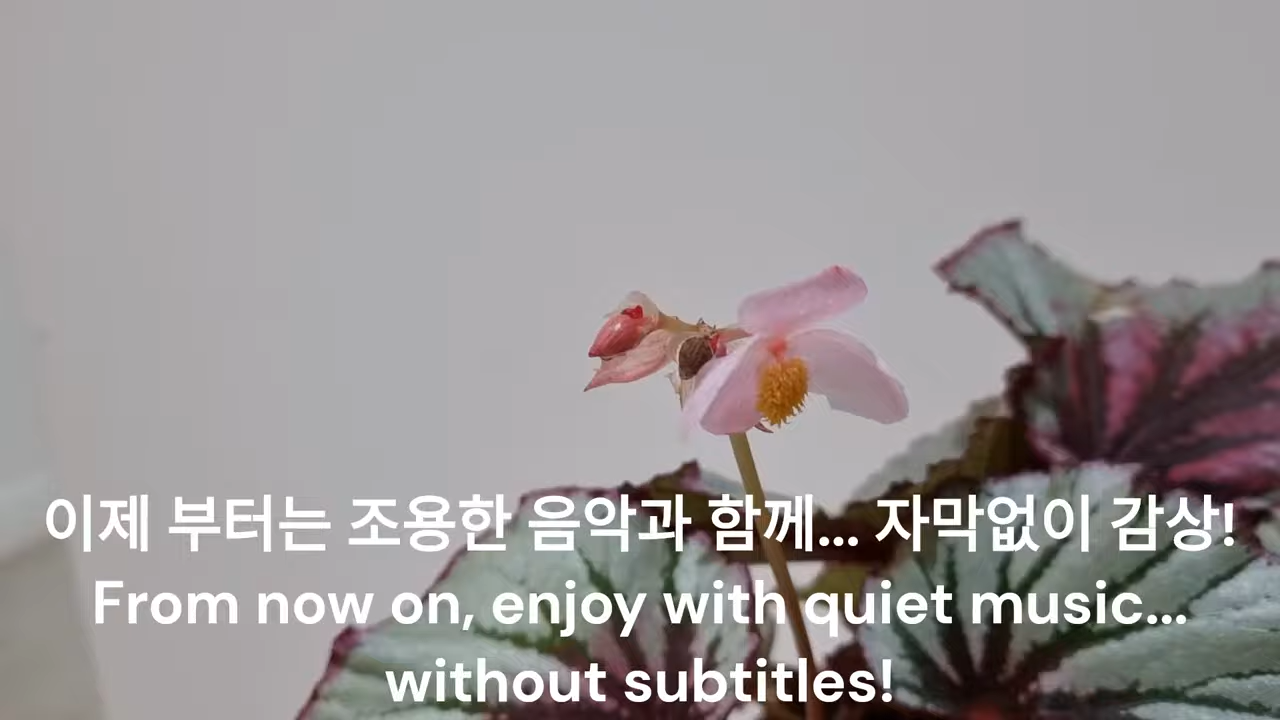 이제 부터는 조용한 음악과 함께... 자막없이 감상!
From now on, enjoy with quiet music...
without subtitles!